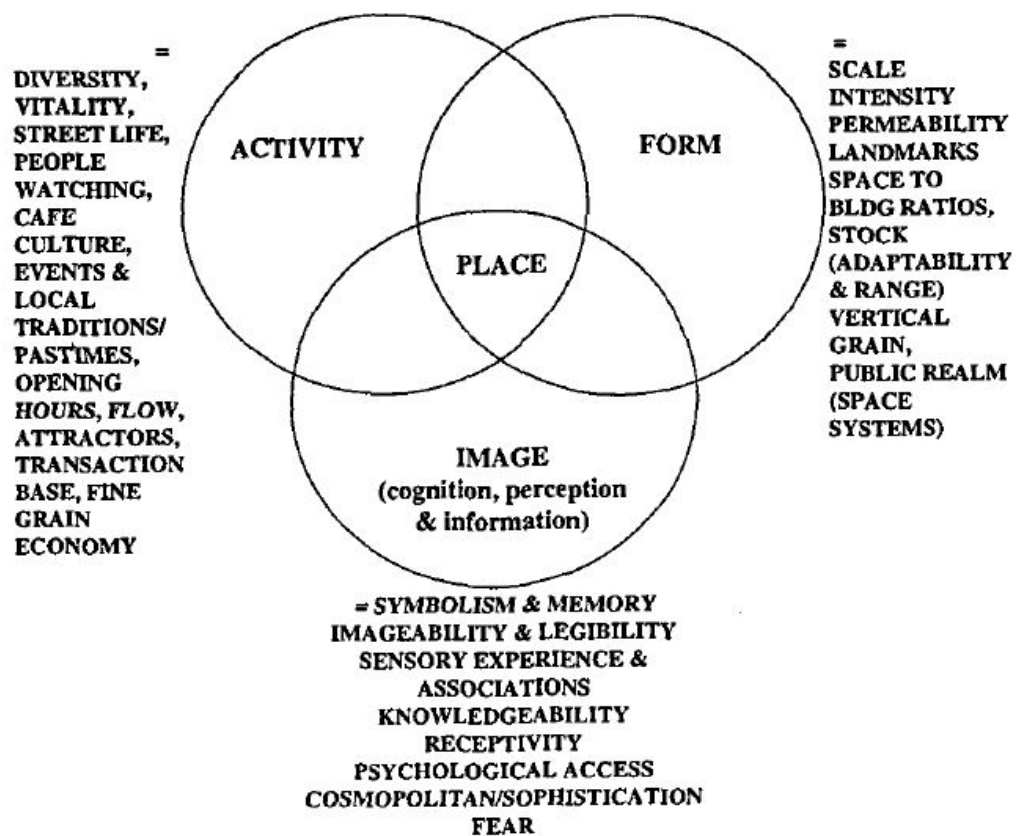 =
DIVERSITY,
VITALITY,
STREET LIFE,
PEOPLE
WATCHING,
CAFE
CULTURE,
EVENTS &
LOCAL
TRADITIONS/
PASTIMES,
OPENING
HOURS, FLOW,
ATTRACTORS,
TRANSACTION
BASE, FINE
GRAIN
ECONOMY
ACTIVITY
FORM
PLACE
IMAGE
(cognition, perception
& information)
=
SCALE
INTENSITY
PERMEABILITY
LANDMARKS
SPACE TO
BLDG RATIOS,
STOCK
(ADAPTABILITY
& RANGE)
VERTICAL
GRAIN,
PUBLIC REALM
(SPACE
SYSTEMS)
= SYMBOLISM & MEMORY
IMAGEABILITY & LEGIBILITY
SENSORY EXPERIENCE &
ASSOCIATIONS
KNOWLEDGEABILITY
RECEPTIVITY
PSYCHOLOGICAL ACCESS
COSMOPOLITAN/SOPHISTICATION
FEAR